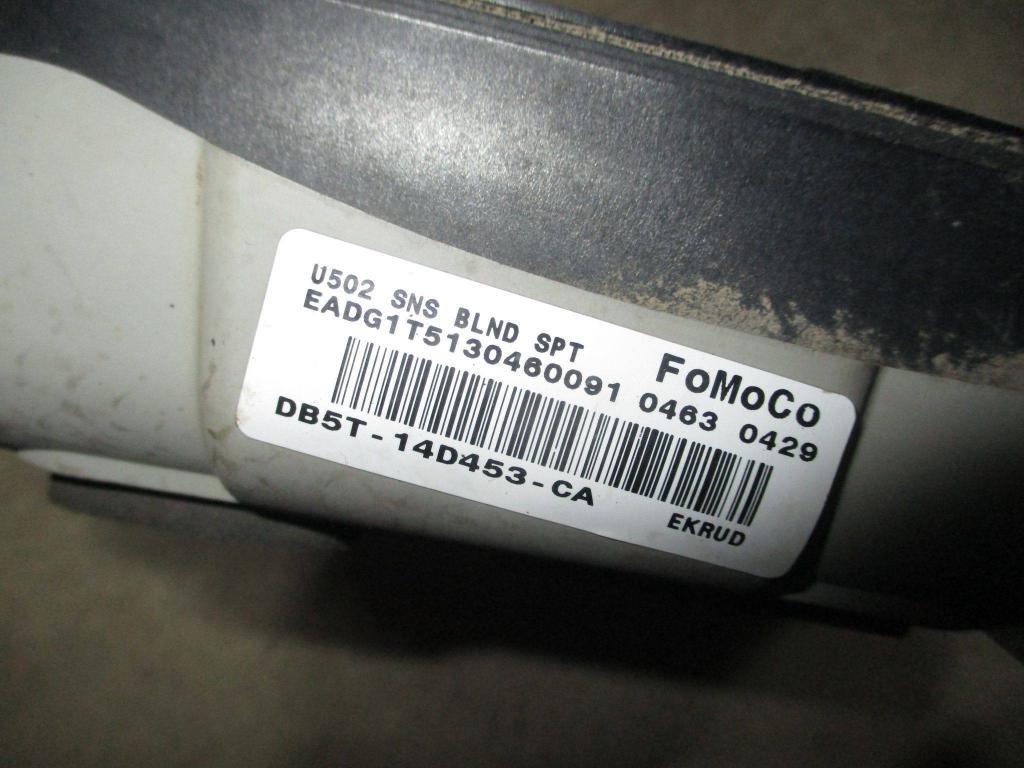 U502 SNS BLND SPT
FoMoCo
EADG1T5130460091 0463 0429
DB5T-14D453-CA
EKRUD